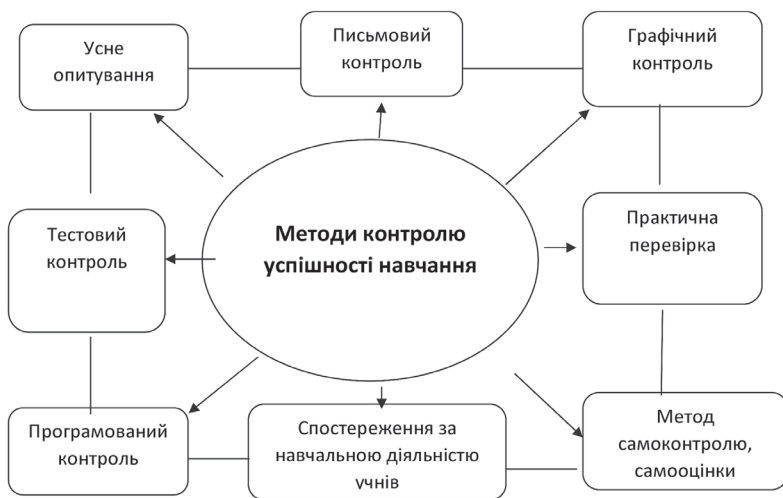 Усне
опитування
Письмовий
контроль
Графічний
контроль
Методи контролю
успішності навчання
Тестовий
контроль
Практична
перевірка
Програмований
контроль
Спостереження за
навчальною діяльністю
учнів
Метод
самоконтролю,
самооцінки